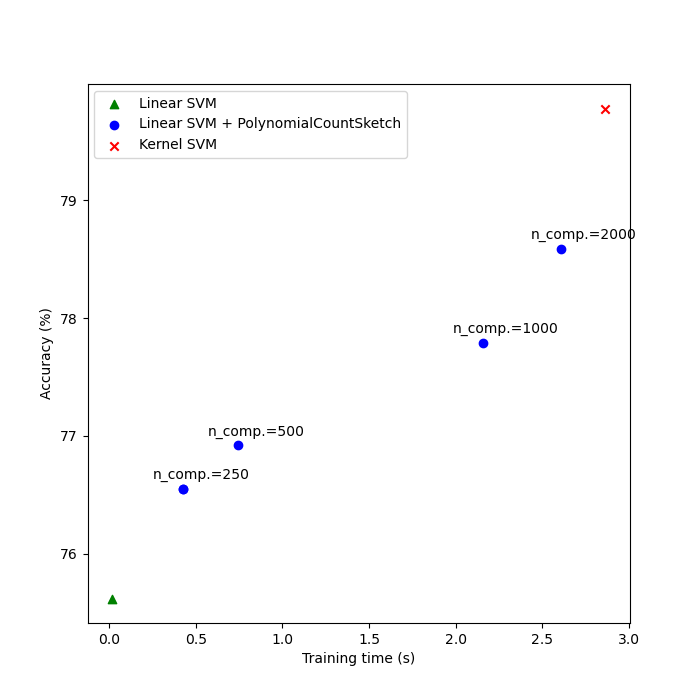 Linear SVM
Linear SVM + PolynomialCountSketch
Kernel SVM
79
n_comp.=2000
78
n_comp.=1000
Accuracy (%)
77
n_comp.=500
n_comp.=250
76
0.0 0.5 1.0 1.5 2.0 2.5 3.0
Training time (s)